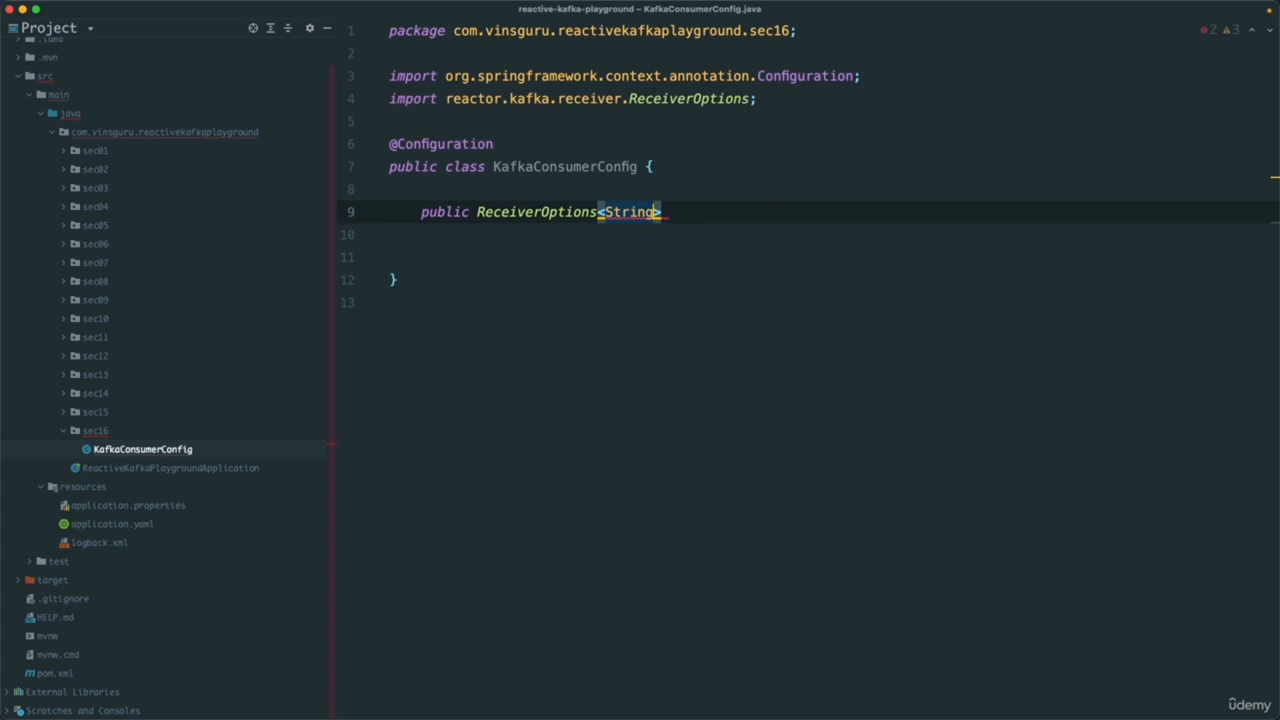 reactive-kafka-playground – KafkaConsumerConfig.java
Project
.idea
.mvn
src
main
java
com.vinsguru.reactivekafkaplayground
sec01
sec02
sec03
sec04
sec05
sec06
sec07
sec08
sec09
sec10
sec11
sec12
sec13
sec14
sec15
sec16
KafkaConsumerConfig
ReactiveKafkaPlaygroundApplication
resources
application.properties
application.yaml
logback.xml
test
target
.gitignore
HELP.md
mvnw
mvnw.cmd
pom.xml
External Libraries
Scratches and Consoles
1 package com.vinsguru.reactivekafkaplayground.sec16;
2
3 import org.springframework.context.annotation.Configuration;
4 import reactor.kafka.receiver.ReceiverOptions;
5
6 @Configuration
7 public class KafkaConsumerConfig {
8
9 public ReceiverOptions<String>
10
11
12 }
13
2 3
udemy